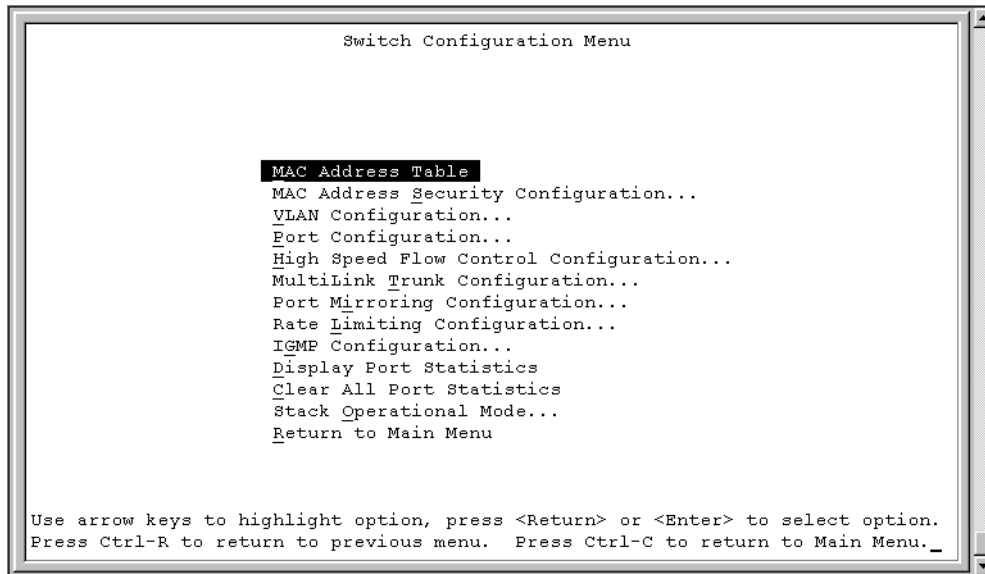 Switch Configuration Menu
MAC Address Table
MAC Address Security Configuration...
VLAN Configuration...
Port Configuration...
High Speed Flow Control Configuration...
MultiLink Trunk Configuration...
Port Mirroring Configuration...
Rate Limiting Configuration...
IGMP Configuration...
Display Port Statistics
Clear All Port Statistics
Stack Operational Mode...
Return to Main Menu
Use arrow keys to highlight option, press <Return> or <Enter> to select option.
Press Ctrl-R to return to previous menu.  Press Ctrl-C to return to Main Menu._